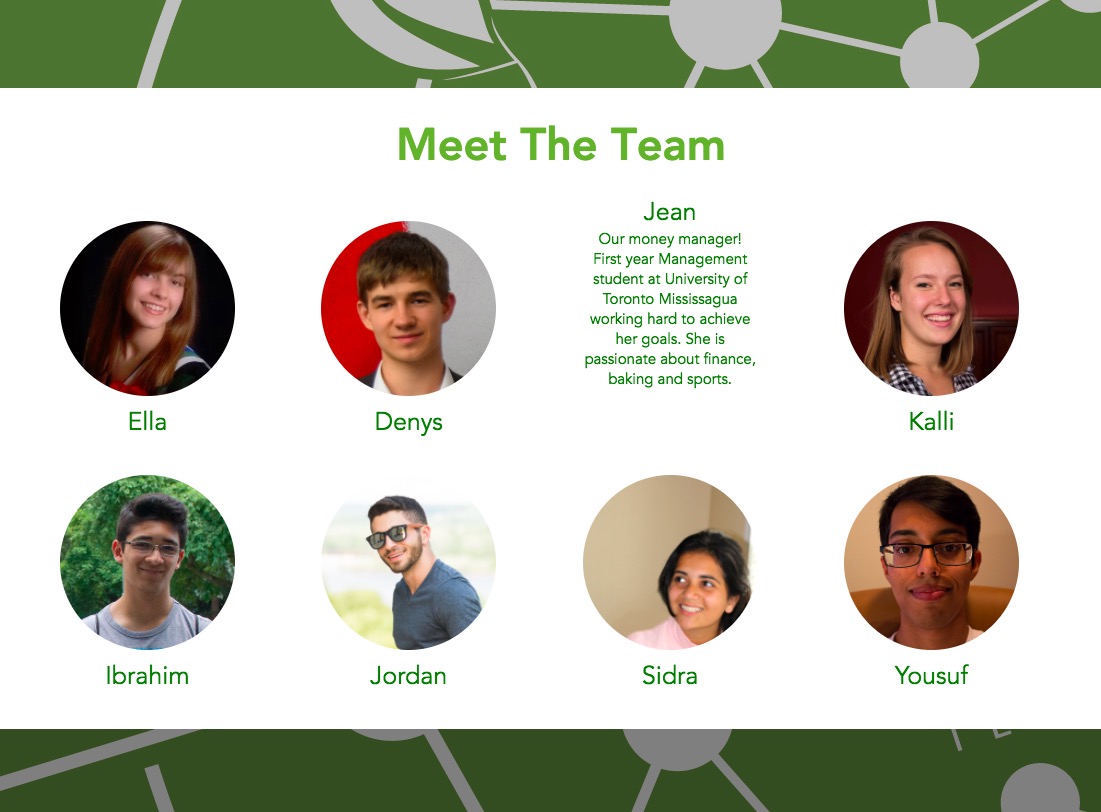 Meet The Team
Jean
Our money manager!
First year Management
student at University of
Toronto Mississagua
working hard to achieve
her goals. She is
passionate about finance,
baking and sports.
Ella
Denys
Kalli
Ibrahim
Jordan
Sidra
Yousuf